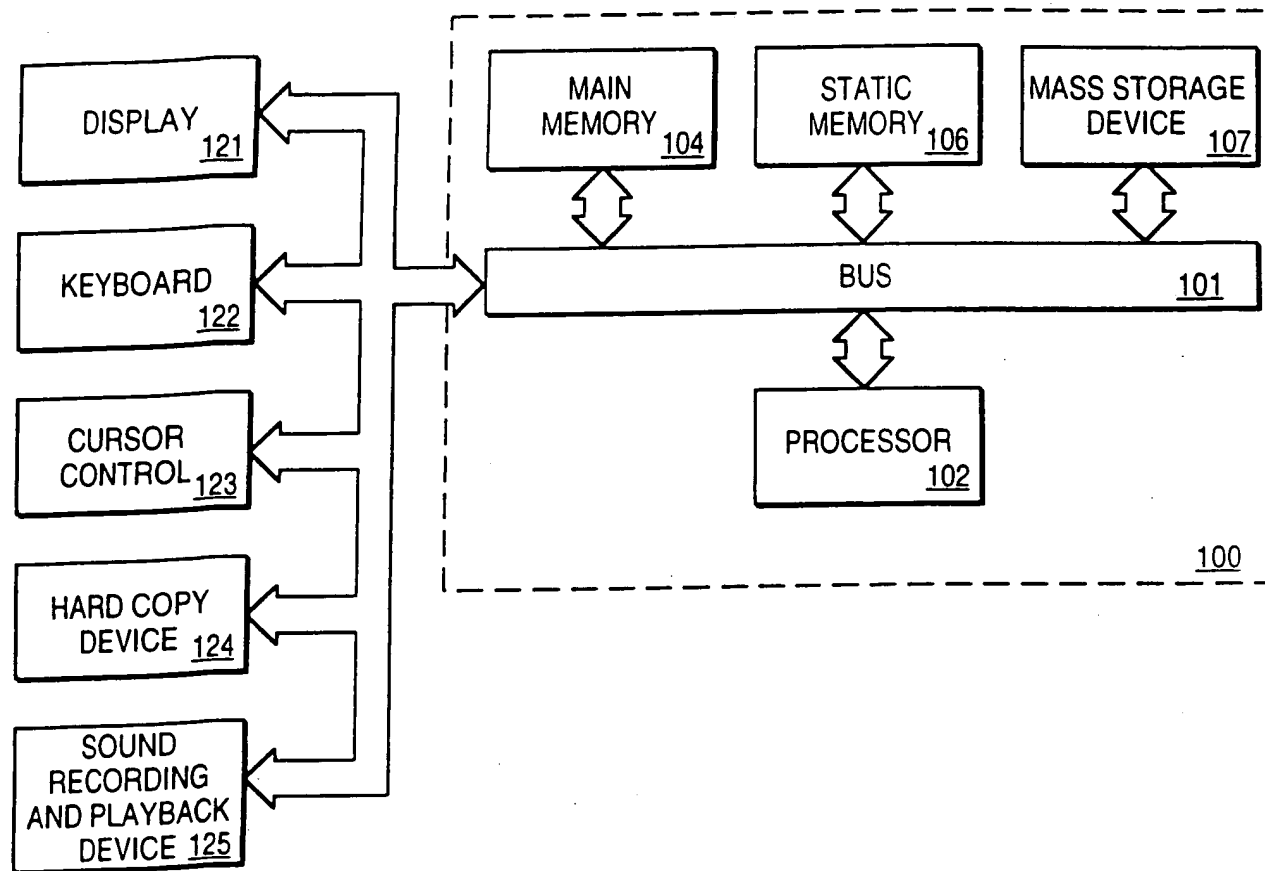 DISPLAY
121
KEYBOARD
122
CURSOR
CONTROL
123
HARD COPY
DEVICE 124
SOUND
RECORDING
AND PLAYBACK
DEVICE 125
MAIN
MEMORY
104
STATIC
MEMORY
106
MASS STORAGE
DEVICE
107
BUS
101
PROCESSOR
102
100